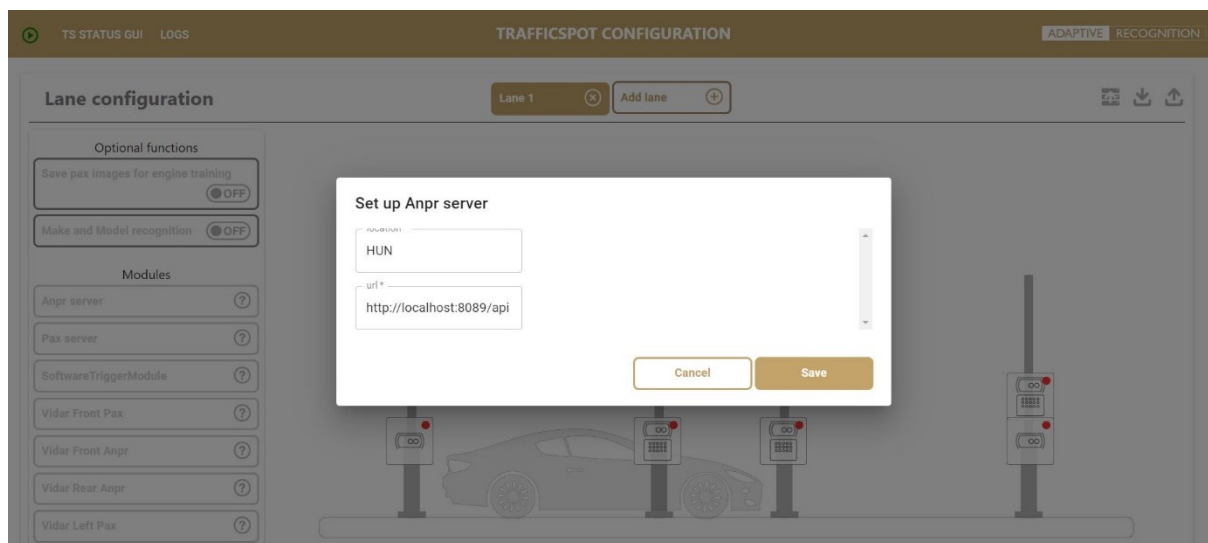 TS STATUS GUI LOGS
TRAFFICSPOT CONFIGURATION
ADAPTIVE RECOGNITION
Lane configuration
Lane 1
Add lane
Optional functions
Save pax images for engine training
OFF
Make and Model recognition
OFF
Modules
Anpr server
Pax server
SoftwareTriggerModule
Vidar Front Pax
Vidar Front Anpr
Vidar Rear Anpr
Vidar Left Pax
Set up Anpr server
location
HUN
url *
http://localhost:8089/api
Cancel
Save